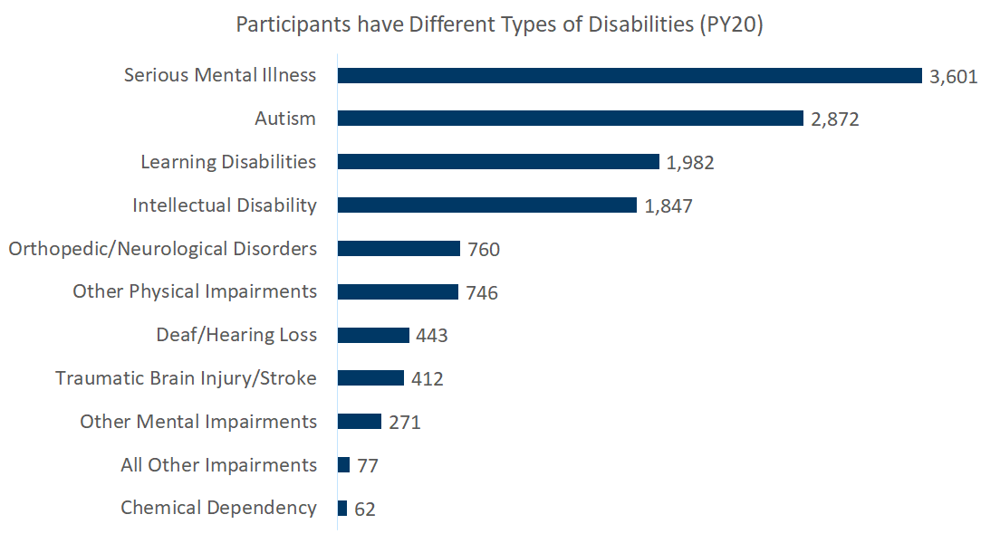 Participants have Different Types of Disabilities (PY20)
Serious Mental Illness 3,601
Autism 2,872
Learning Disabilities 1,982
Intellectual Disability 1,847
Orthopedic/Neurological Disorders 760
Other Physical Impairments 746
Deaf/Hearing Loss 443
Traumatic Brain Injury/Stroke 412
Other Mental Impairments 271
All Other Impairments 77
Chemical Dependency 62